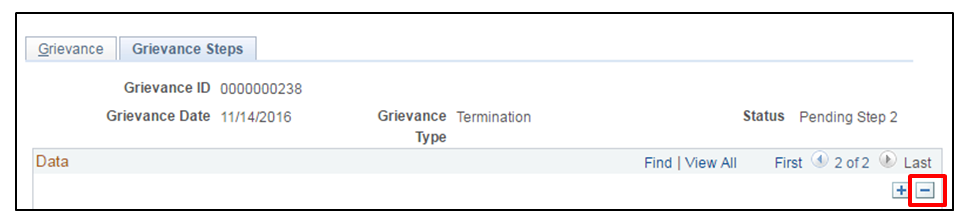 Grievance Grievance Steps
Grievance ID 0000000238
Grievance Date 11/14/2016 Grievance Type Termination Status Pending Step 2
Data Find | View All First 2 of 2 Last
+ −